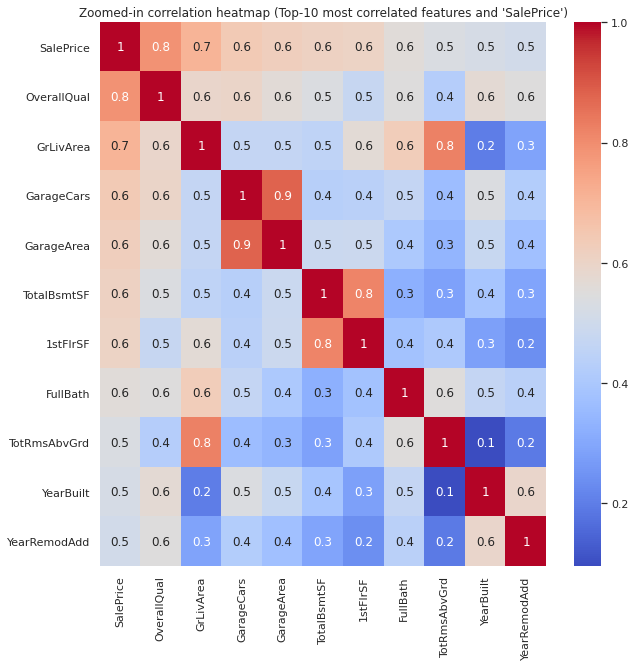 Zoomed-in correlation heatmap (Top-10 most correlated features and 'SalePrice')
SalePrice 1 0.8 0.7 0.6 0.6 0.6 0.6 0.6 0.5 0.5 0.5
OverallQual 0.8 1 0.6 0.6 0.6 0.5 0.5 0.6 0.4 0.6 0.6
GrLivArea 0.7 0.6 1 0.5 0.5 0.5 0.6 0.6 0.8 0.2 0.3
GarageCars 0.6 0.6 0.5 1 0.9 0.4 0.4 0.5 0.4 0.5 0.4
GarageArea 0.6 0.6 0.5 0.9 1 0.5 0.5 0.4 0.3 0.5 0.4
TotalBsmtSF 0.6 0.5 0.5 0.4 0.5 1 0.8 0.3 0.3 0.4 0.3
1stFlrSF 0.6 0.5 0.6 0.4 0.5 0.8 1 0.4 0.4 0.3 0.2
FullBath 0.6 0.6 0.6 0.5 0.4 0.3 0.4 1 0.6 0.5 0.4
TotRmsAbvGrd 0.5 0.4 0.8 0.4 0.3 0.3 0.4 0.6 1 0.1 0.2
YearBuilt 0.5 0.6 0.2 0.5 0.5 0.4 0.3 0.5 0.1 1 0.6
YearRemodAdd 0.5 0.6 0.3 0.4 0.4 0.3 0.2 0.4 0.2 0.6 1
SalePrice
OverallQual
GrLivArea
GarageCars
GarageArea
TotalBsmtSF
1stFlrSF
FullBath
TotRmsAbvGrd
YearBuilt
YearRemodAdd
1.0
0.8
0.6
0.4
0.2